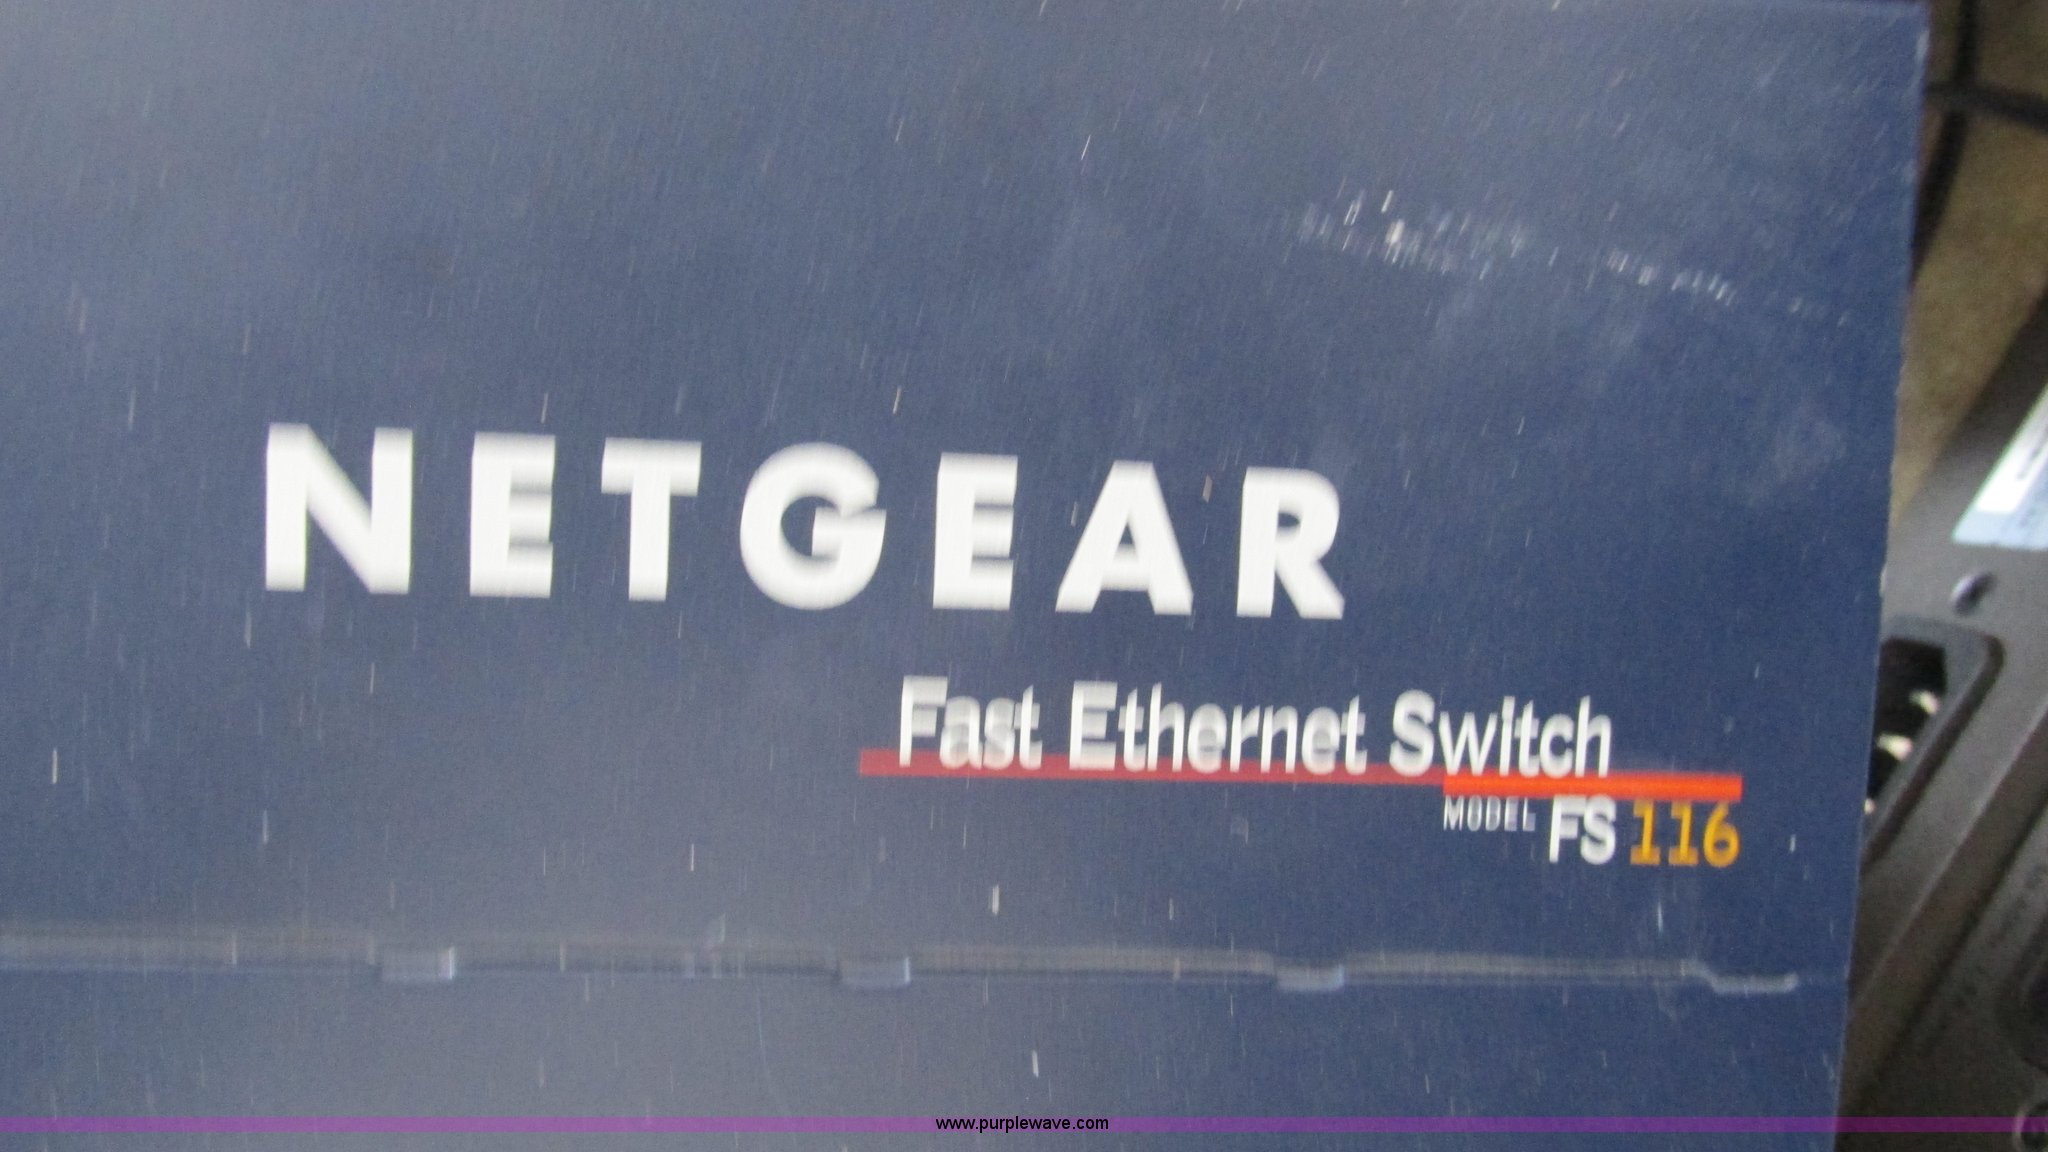 NETGEAR
Fast Ethernet Switch
MODEL FS 116
www.purplewave.com